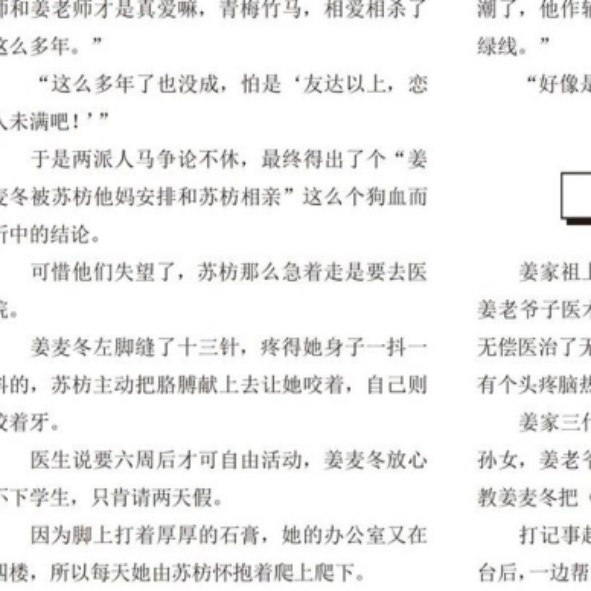 师和姜老师才是真爱嘛，青梅竹马，相爱相杀了
这么多年。”
“这么多年了也没成，怕是‘友达以上，恋
人未满吧！’”
于是两派人马争论不休，最终得出了个“姜
麦冬被苏枋他妈安排和苏枋相亲”这么个狗血而
折中的结论。
可惜他们失望了，苏枋那么急着走是要去医
院。
姜麦冬左脚缝了十三针，疼得她身子一抖一
抖的，苏枋主动把胳膊献上去让她咬着，自己则
咬着牙。
医生说要六周后才可自由活动，姜麦冬放心
不下学生，只肯请两天假。
因为脚上打着厚厚的石膏，她的办公室又在
四楼，所以每天她由苏枋怀抱着爬上爬下。
潮了，他作
绿线。”
“好像是
姜家祖上
姜老爷子医术
无偿医治了无
有个头疼脑热
姜家三代
孙女，姜老爷
教姜麦冬把
打记事起
台后，一边帮